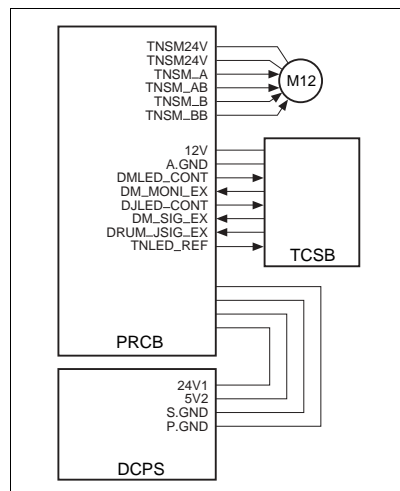 TNSM24V
TNSM24V
TNSM_A
TNSM_AB
TNSM_B
TNSM_BB
M12
12V
A.GND
DMLED_CONT
DM_MONI_EX
DJLED_CONT
DM_SIG_EX
DRUM_JSIG_EX
TNLED_REF
TCSB
PRCB
24V1
5V2
S.GND
P.GND
DCPS